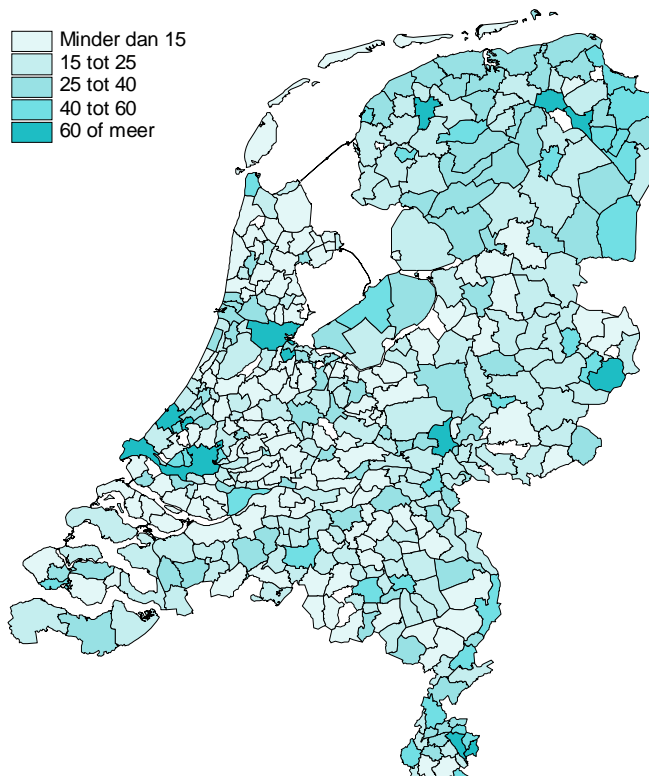 Minder dan 15
15 tot 25
25 tot 40
40 tot 60
60 of meer